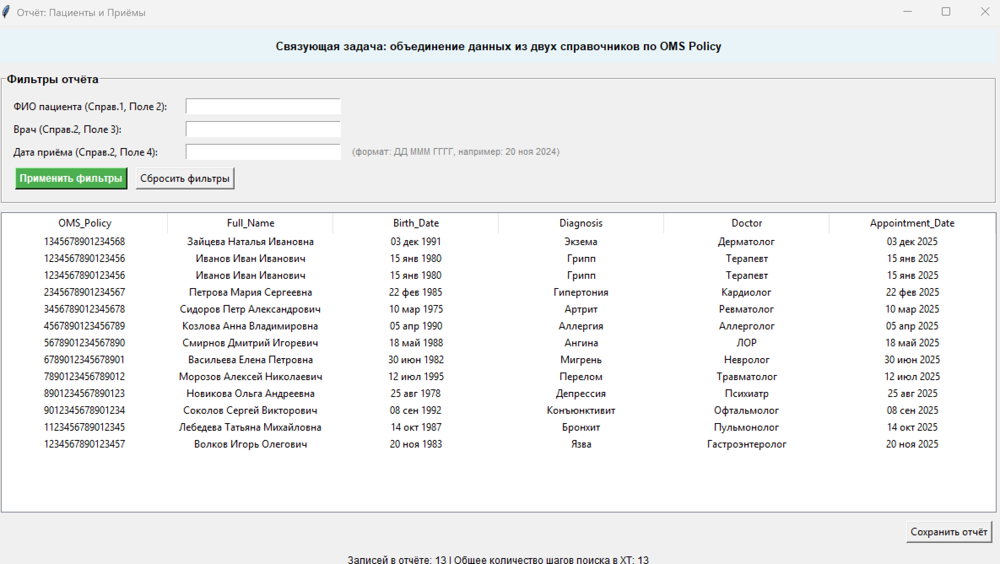 Отчёт: Пациенты и Приёмы
Связующая задача: объединение данных из двух справочников по OMS Policy
Фильтры отчёта
ФИО пациента (Справ.1, Поле 2):
Врач (Справ.2, Поле 3):
Дата приёма (Справ.2, Поле 4): (формат: ДД МММ ГГГГ, например: 20 ноя 2024)
Применить фильтры Сбросить фильтры
OMS_Policy Full_Name Birth_Date Diagnosis Doctor Appointment_Date
1345678901234568 Зайцева Наталья Ивановна 03 дек 1991 Экзема Дерматолог 03 дек 2025
1234567890123456 Иванов Иван Иванович 15 янв 1980 Грипп Терапевт 15 янв 2025
1234567890123456 Иванов Иван Иванович 15 янв 1980 Грипп Терапевт 15 янв 2025
2345678901234567 Петрова Мария Сергеевна 22 фев 1985 Гипертония Кардиолог 22 фев 2025
3456789012345678 Сидоров Петр Александрович 10 мар 1975 Артрит Ревматолог 10 мар 2025
4567890123456789 Козлова Анна Владимировна 05 апр 1990 Аллергия Аллерголог 05 апр 2025
5678901234567890 Смирнов Дмитрий Игоревич 18 май 1988 Ангина ЛОР 18 май 2025
6789012345678901 Васильева Елена Петровна 30 июн 1982 Мигрень Невролог 30 июн 2025
7890123456789012 Морозов Алексей Николаевич 12 июл 1995 Перелом Травматолог 12 июл 2025
8901234567890123 Новикова Ольга Андреевна 25 авг 1978 Депрессия Психиатр 25 авг 2025
9012345678901234 Соколов Сергей Викторович 08 сен 1992 Конъюнктивит Офтальмолог 08 сен 2025
1123456789012345 Лебедева Татьяна Михайловна 14 окт 1987 Бронхит Пульмонолог 14 окт 2025
1234567890123457 Волков Игорь Олегович 20 ноя 1983 Язва Гастроэнтеролог 20 ноя 2025
Сохранить отчёт
Записей в отчёте: 13 | Общее количество шагов поиска в ХТ: 13